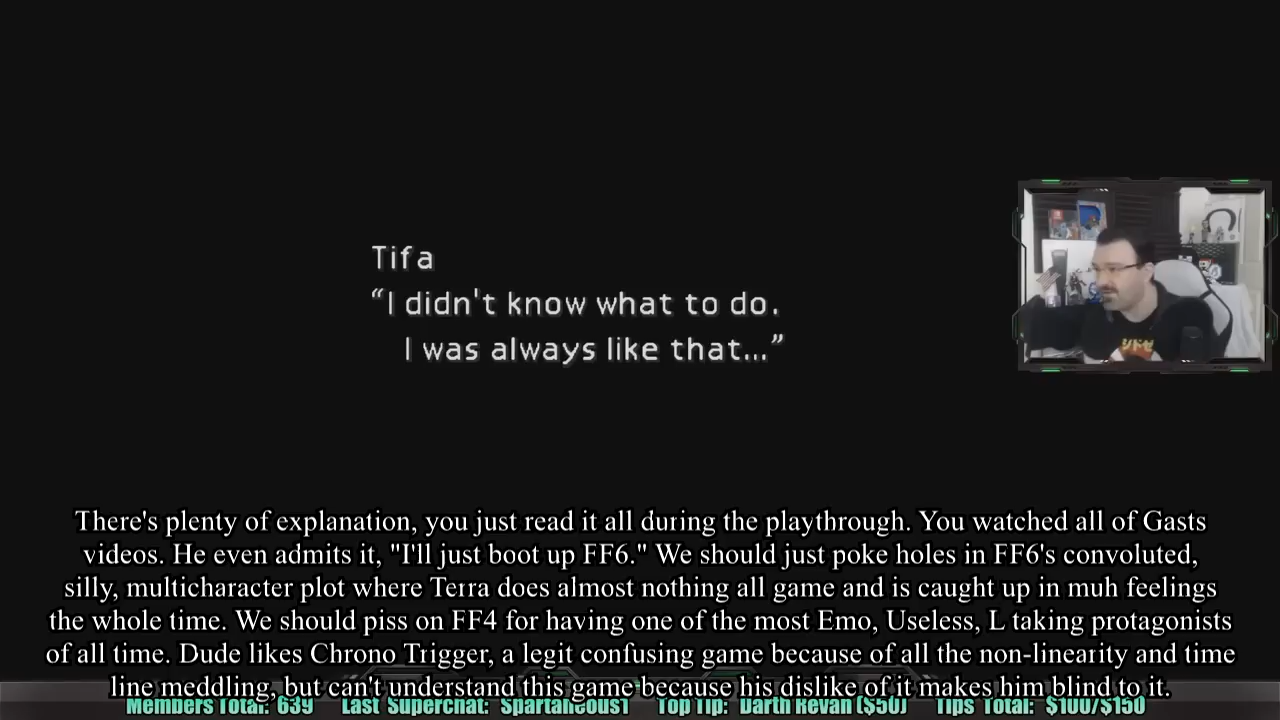 Tifa
“I didn't know what to do.
I was always like that...”
There's plenty of explanation, you just read it all during the playthrough. You watched all of Gasts
videos. He even admits it, "I'll just boot up FF6." We should just poke holes in FF6's convoluted,
silly, multicharacter plot where Terra does almost nothing all game and is caught up in muh feelings
the whole time. We should piss on FF4 for having one of the most Emo, Useless, L taking protagonists
of all time. Dude likes Chrono Trigger, a legit confusing game because of all the non-linearity and time
line meddling, but can't understand this game because his dislike of it makes him blind to it.
Members Total: 639 Last Superchat: Spartaneous1 Top Tip: Darth Revan ($50) Tips Total: $100/$150